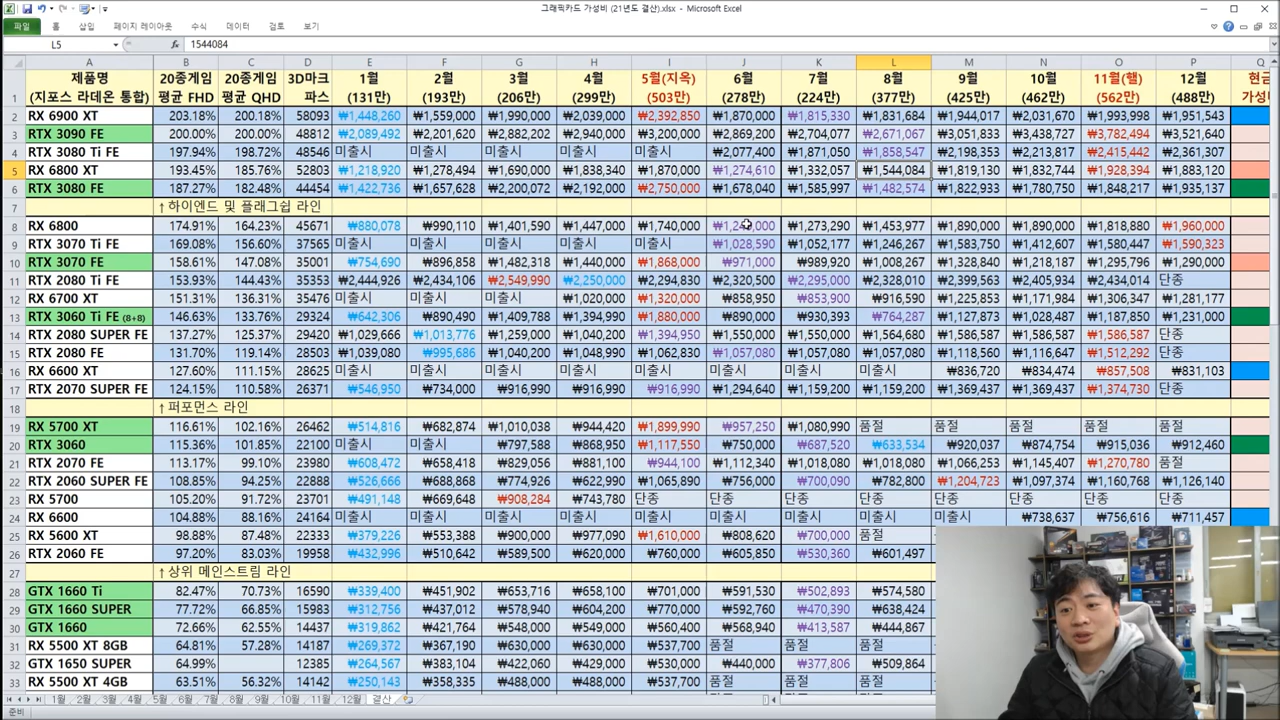 그래픽카드 가성비 (21년도 결산).xlsx - Microsoft Excel
파일 홈 삽입 페이지 레이아웃 수식 데이터 검토 보기
L5 fx 1544084
A B C D E F G H I J K L M N O P Q
제품명 20종게임 20종게임 3D마크 1월 2월 3월 4월 5월(지옥) 6월 7월 8월 9월 10월 11월(헬) 12월 현금
1 (지포스 라데온 통합) 평균 FHD 평균 QHD 파스 (131만) (193만) (206만) (299만) (503만) (278만) (224만) (377만) (425만) (462만) (562만) (488만) 가성비
2 RX 6900 XT 203.18% 200.18% 58093 ₩1,448,260 ₩1,559,000 ₩1,990,000 ₩2,039,000 ₩2,392,850 ₩1,870,000 ₩1,815,330 ₩1,831,684 ₩1,944,017 ₩2,031,670 ₩1,993,998 ₩1,951,543
3 RTX 3090 FE 200.00% 200.00% 48812 ₩2,089,492 ₩2,201,620 ₩2,882,202 ₩2,940,000 ₩3,200,000 ₩2,869,200 ₩2,704,077 ₩2,671,067 ₩3,051,833 ₩3,438,727 ₩3,782,494 ₩3,521,640
4 RTX 3080 Ti FE 197.94% 198.72% 48546 미출시 미출시 미출시 미출시 미출시 ₩2,077,400 ₩1,871,050 ₩1,858,547 ₩2,198,353 ₩2,213,817 ₩2,415,442 ₩2,361,307
5 RX 6800 XT 193.45% 185.76% 52803 ₩1,218,920 ₩1,278,494 ₩1,690,000 ₩1,838,340 ₩1,870,000 ₩1,274,610 ₩1,332,057 ₩1,544,084 ₩1,819,130 ₩1,832,744 ₩1,928,394 ₩1,883,120
6 RTX 3080 FE 187.27% 182.48% 44454 ₩1,422,736 ₩1,657,628 ₩2,200,072 ₩2,192,000 ₩2,750,000 ₩1,678,040 ₩1,585,997 ₩1,482,574 ₩1,822,933 ₩1,780,750 ₩1,848,217 ₩1,935,137
7 ↑하이엔드 및 플래그쉽 라인
8 RX 6800 174.91% 164.23% 45671 ₩880,078 ₩990,110 ₩1,401,590 ₩1,447,000 ₩1,740,000 ₩1,273,290 ₩1,453,977 ₩1,890,000 ₩1,900,000 ₩1,818,880 ₩1,960,000
9 RTX 3070 Ti FE 169.08% 156.60% 37565 미출시 미출시 미출시 미출시 미출시 ₩1,028,590 ₩1,052,177 ₩1,246,267 ₩1,583,750 ₩1,412,607 ₩1,580,447 ₩1,590,323
10 RTX 3070 FE 158.61% 147.08% 35001 ₩754,690 ₩896,858 ₩1,482,318 ₩1,440,000 ₩1,868,000 ₩971,000 ₩989,920 ₩1,008,267 ₩1,328,840 ₩1,218,187 ₩1,295,796 ₩1,290,000
11 RTX 2080 Ti FE 153.93% 144.43% 35353 ₩2,444,926 ₩2,434,106 ₩2,549,990 ₩2,250,000 ₩2,294,830 ₩2,320,500 ₩2,295,000 ₩2,328,010 ₩2,399,556 ₩2,405,934 ₩2,434,014 단종
12 RX 6700 XT 151.31% 136.31% 35476 미출시 미출시 미출시 ₩1,020,000 ₩1,320,000 ₩858,950 ₩853,900 ₩916,590 ₩1,225,853 ₩1,171,984 ₩1,306,347 ₩1,281,177
13 RTX 3060 Ti FE (8+8) 146.63% 133.76% 29324 ₩642,306 ₩890,490 ₩1,409,788 ₩1,394,990 ₩1,880,000 ₩890,000 ₩930,393 ₩764,287 ₩1,127,873 ₩1,028,487 ₩1,190,520 ₩1,231,000
14 RTX 2080 SUPER FE 137.27% 125.37% 29420 ₩1,029,666 ₩1,013,776 ₩1,259,000 ₩1,040,200 ₩1,394,950 ₩1,550,000 ₩1,550,000 ₩1,564,680 ₩1,586,587 ₩1,586,587 ₩1,586,587 단종
15 RTX 2080 FE 131.70% 119.14% 28503 ₩1,039,080 ₩995,686 ₩1,040,200 ₩1,048,990 ₩1,062,830 ₩1,057,080 ₩1,057,080 ₩1,057,080 ₩1,118,560 ₩1,116,647 ₩1,512,292 단종
16 RX 6600 XT 127.60% 111.15% 28625 미출시 미출시 미출시 미출시 미출시 미출시 미출시 미출시 ₩836,720 ₩834,474 ₩857,508 ₩831,103
17 RTX 2070 SUPER FE 124.15% 110.58% 26371 ₩546,950 ₩734,000 ₩916,990 ₩916,990 ₩916,990 ₩1,294,640 ₩1,159,200 ₩1,159,200 ₩1,369,437 ₩1,369,437 ₩1,374,730 단종
18 ↑퍼포먼스 라인
19 RX 5700 XT 116.61% 102.16% 26462 ₩514,816 ₩682,874 ₩1,010,038 ₩944,420 ₩1,899,990 ₩957,250 ₩1,080,990 품절 품절 품절 품절 품절
20 RTX 3060 115.36% 101.85% 22100 미출시 미출시 ₩797,588 ₩868,950 ₩1,117,550 ₩750,000 ₩687,520 ₩633,534 ₩920,037 ₩874,754 ₩915,036 ₩912,460
21 RTX 2070 FE 113.17% 99.10% 23980 ₩608,472 ₩658,418 ₩829,056 ₩881,100 ₩944,100 ₩1,112,340 ₩1,018,080 ₩1,018,080 ₩1,066,253 ₩1,145,407 ₩1,270,780 품절
22 RTX 2060 SUPER FE 108.85% 94.25% 22888 ₩526,666 ₩688,868 ₩774,926 ₩622,990 ₩1,065,890 ₩756,000 ₩700,090 ₩782,800 ₩1,204,723 ₩1,097,374 ₩1,160,768 ₩1,126,140
23 RX 5700 105.20% 91.72% 23701 ₩491,148 ₩669,648 ₩908,284 ₩743,780 단종 단종 단종 단종 단종 단종 단종 단종
24 RX 6600 104.88% 88.16% 24164 미출시 미출시 미출시 미출시 미출시 미출시 미출시 미출시 미출시 ₩738,637 ₩756,616 ₩711,457
25 RX 5600 XT 98.88% 87.48% 22333 ₩379,226 ₩553,388 ₩900,000 ₩977,090 ₩1,610,000 ₩808,620 ₩700,000 품절
26 RTX 2060 FE 97.20% 83.03% 19958 ₩432,996 ₩510,642 ₩589,500 ₩620,000 ₩760,000 ₩605,850 ₩530,360 ₩601,497
27 ↑상위 메인스트림 라인
28 GTX 1660 Ti 82.47% 70.73% 16590 ₩339,400 ₩451,902 ₩653,716 ₩658,100 ₩701,000 ₩591,530 ₩502,893 ₩574,580
29 GTX 1660 SUPER 77.72% 66.85% 15983 ₩312,756 ₩437,012 ₩578,940 ₩604,200 ₩770,000 ₩592,760 ₩470,390 ₩638,424
30 GTX 1660 72.66% 62.55% 14437 ₩319,862 ₩421,764 ₩548,000 ₩549,000 ₩560,400 ₩568,940 ₩413,587 ₩444,867
31 RX 5500 XT 8GB 64.81% 57.28% 14187 ₩269,372 ₩367,190 ₩630,000 ₩630,000 ₩537,700 품절 품절 품절
32 GTX 1650 SUPER 64.99% 12385 ₩264,567 ₩383,104 ₩422,060 ₩429,000 ₩530,000 ₩440,000 ₩377,806 ₩509,864
33 RX 5500 XT 4GB 63.51% 56.32% 14142 ₩250,143 ₩358,335 ₩488,000 ₩488,000 ₩537,700 품절 품절 품절
1월 2월 3월 4월 5월 6월 7월 8월 9월 10월 11월 12월 결산
준비